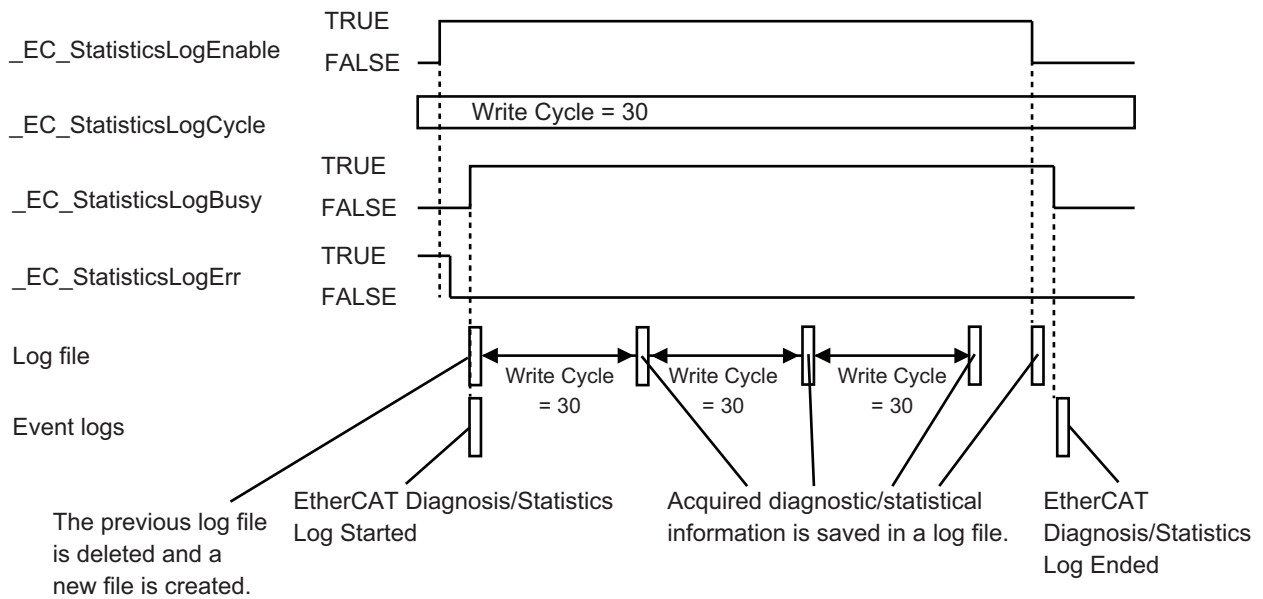 TRUE
_EC_StatisticsLogEnable
FALSE
_EC_StatisticsLogCycle
Write Cycle = 30
TRUE
_EC_StatisticsLogBusy
FALSE
TRUE
_EC_StatisticsLogErr
FALSE
Log file
Write Cycle
= 30
Write Cycle
= 30
Write Cycle
= 30
Event logs
The previous log file
is deleted and a
new file is created.
EtherCAT Diagnosis/Statistics
Log Started
Acquired diagnostic/statistical
information is saved in a log file.
EtherCAT
Diagnosis/Statistics
Log Ended